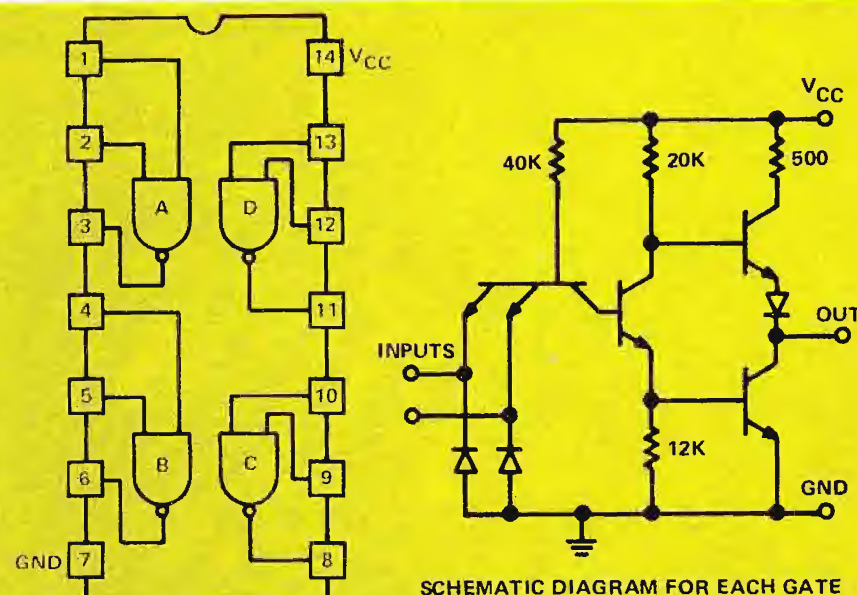 1
14 VCC
2
13
A
D
3
12
4
11
5
10
B
C
6
9
GND 7
8
VCC
40K
20K
500
INPUTS
OUT
12K
GND
SCHEMATIC DIAGRAM FOR EACH GATE